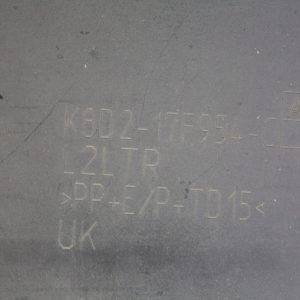 K8D2-17F954-
L2LTR
>PP+E/P-TD15<
UK